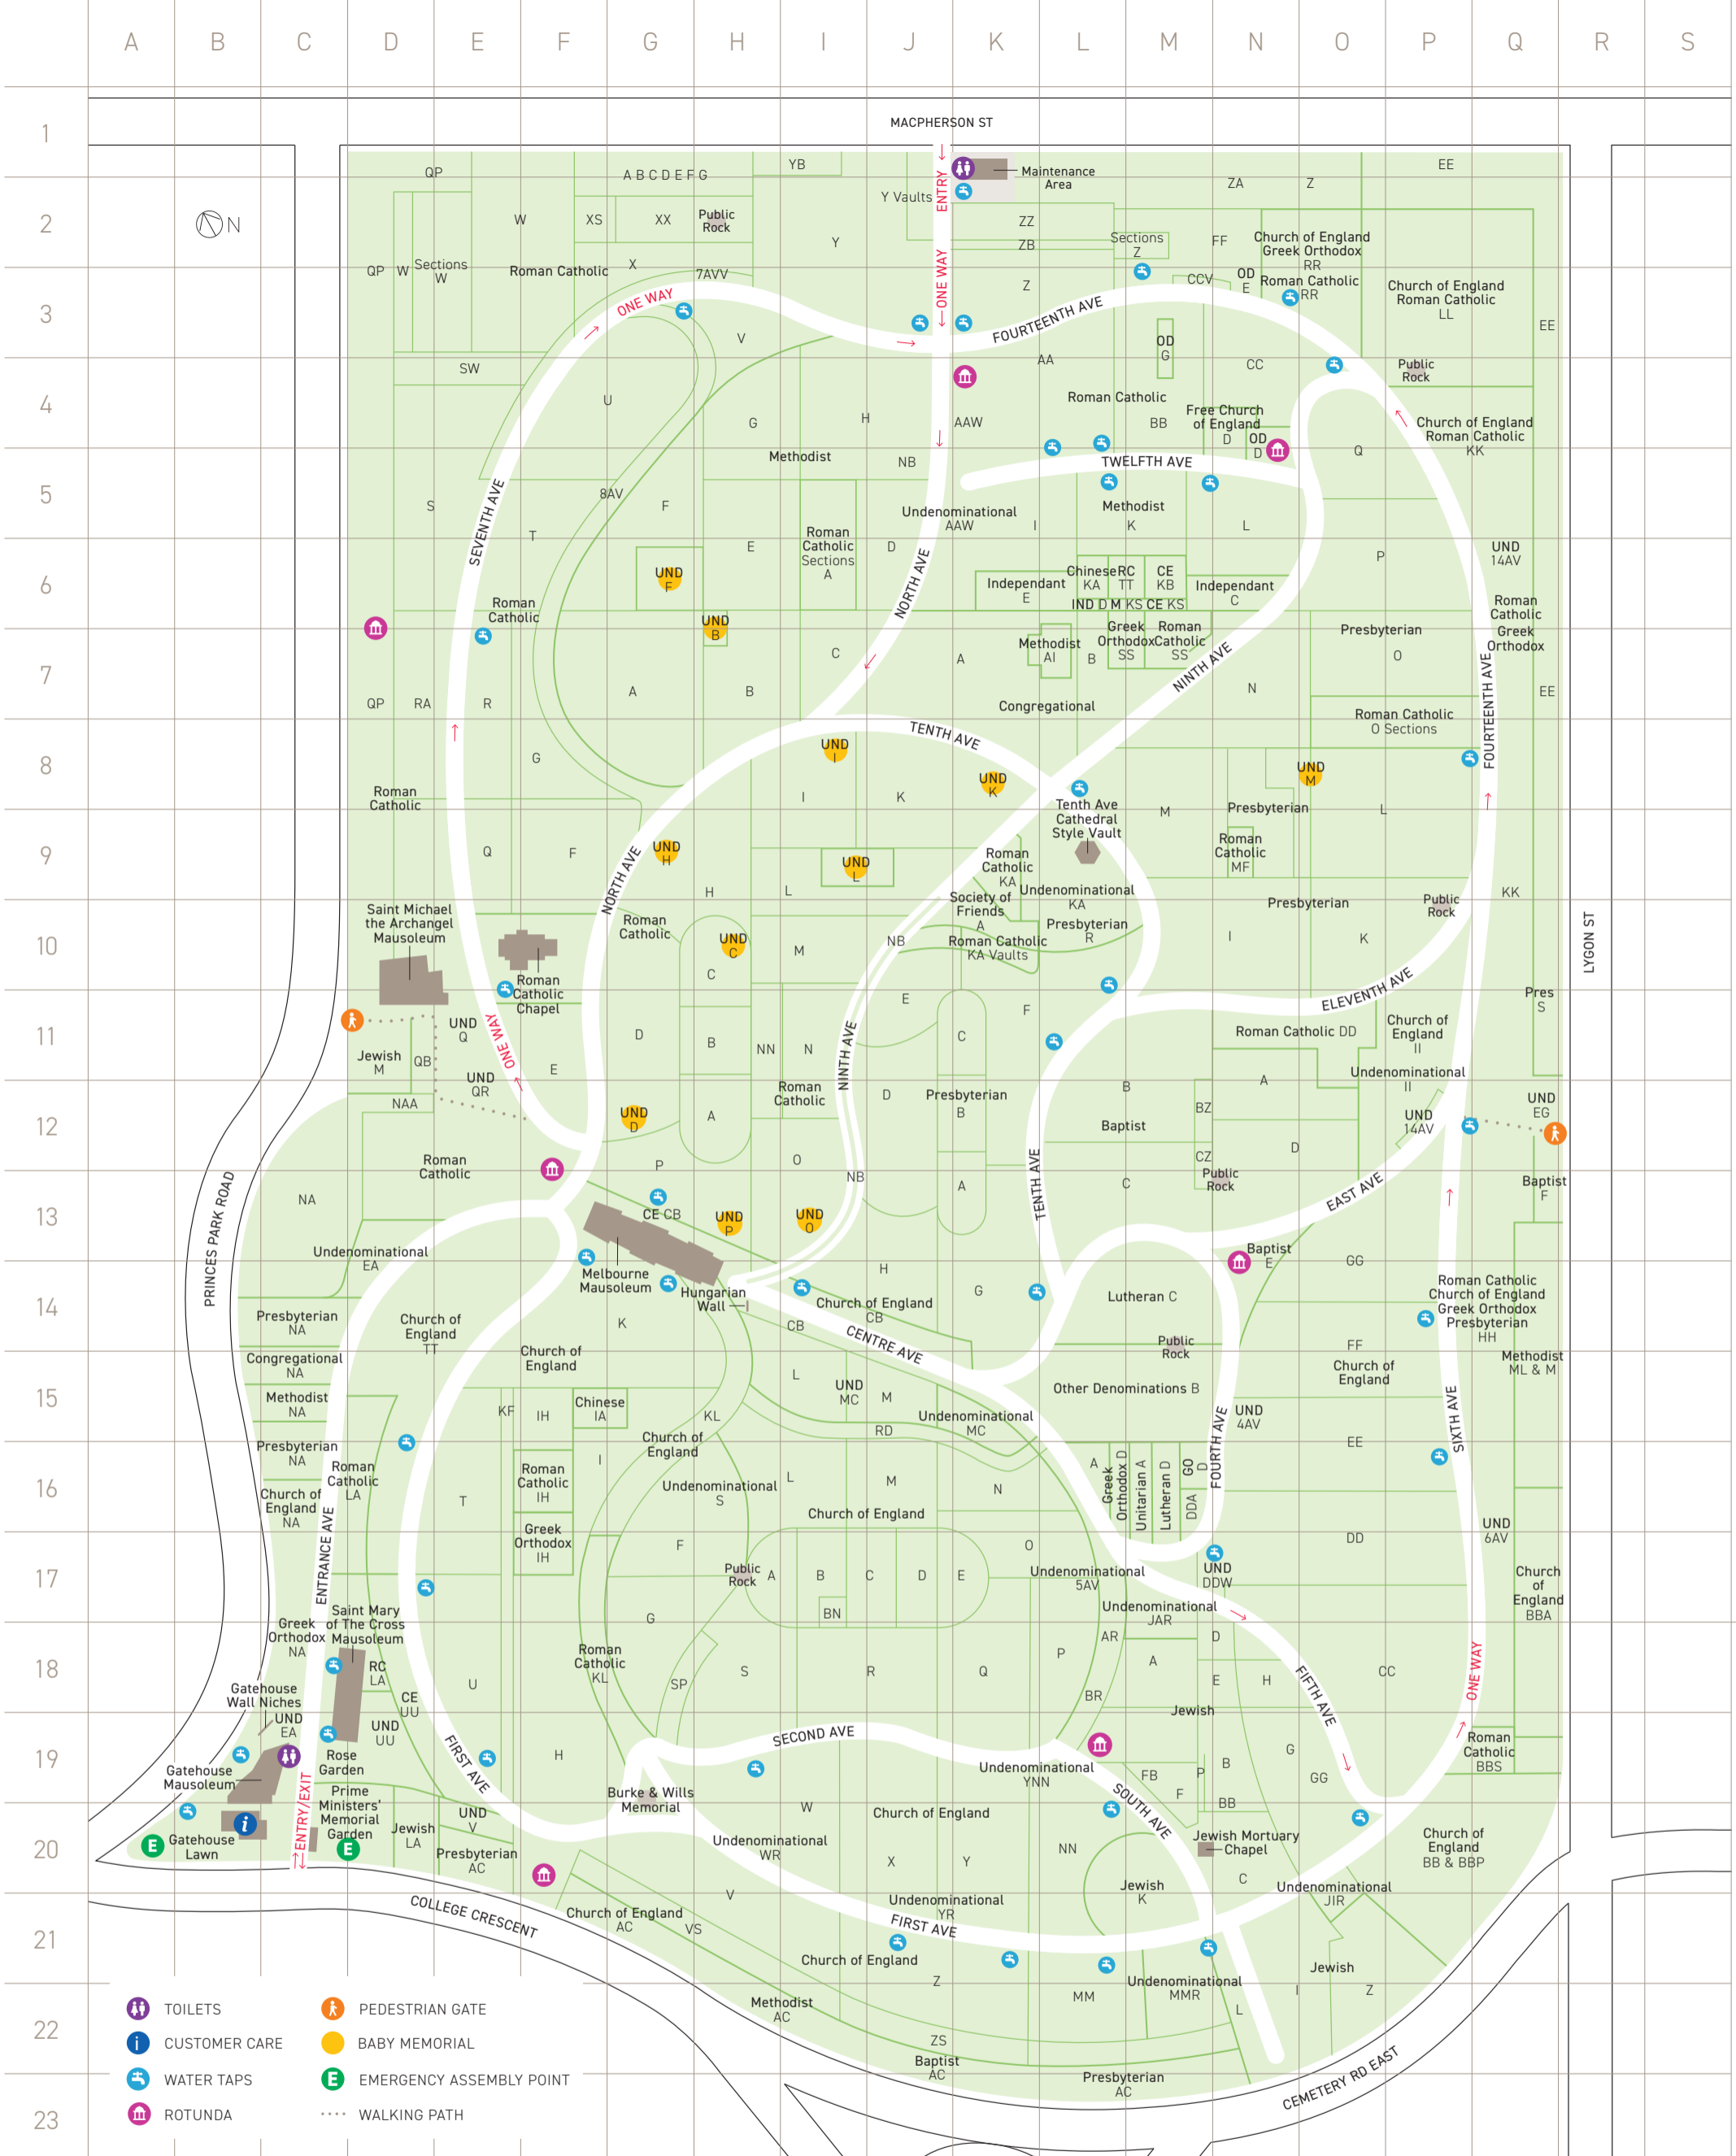 A B C D E F G H I J K L M N O P Q R S
1
MACPHERSON ST
QP
A B C D E F G
YB
ENTRY
Maintenance
Area
ZA
Z
EE
2
N
W
XS
XX
Public
Rock
Y Vaults
Y
ZZ
ZB
Sections
Z
FF
Church of England
Greek Orthodox
RR
QP
W
Sections
W
Roman Catholic
X
7AVV
ONE WAY
Z
CCV
OD
E
Roman Catholic
RR
Church of England
Roman Catholic
LL
3
ONE WAY
V
FOURTEENTH AVE
OD
G
EE
SW
AA
CC
Public
Rock
4
U
G
H
AAW
Roman Catholic
BB
Free Church
of England
D
OD
D
Q
Church of England
Roman Catholic
KK
Methodist
NB
TWELFTH AVE
5
S
SEVENTH AVE
8AV
F
Undenominational
AAW
I
Methodist
K
L
T
E
Roman
Catholic
Sections
A
D
P
UND
14AV
6
UND
F
NORTH AVE
Independant
E
Chinese
KA
RC
TT
CE
KB
Independant
C
IND D M KS CE KS
Roman
Catholic
Roman
Catholic
UND
B
C
A
Methodist
AI
B
Greek
Orthodox
SS
Roman
Catholic
SS
NINTH AVE
Presbyterian
O
Greek
Orthodox
7
QP
RA
R
A
B
Congregational
N
Roman Catholic
O Sections
FOURTEENTH AVE
EE
8
G
UND
I
TENTH AVE
UND
K
UND
M
Roman
Catholic
I
K
Tenth Ave
Cathedral
Style Vault
M
Presbyterian
L
9
Q
F
NORTH AVE
UND
H
UND
L
Roman
Catholic
KA
Roman
Catholic
MF
H
L
Undenominational
KA
Society of
Friends
A
Presbyterian
Public
Rock
KK
LYGON ST
10
Saint Michael
the Archangel
Mausoleum
Roman
Catholic
UND
C
C
M
NB
Roman Catholic
KA Vaults
Presbyterian
R
I
K
Roman
Catholic
Chapel
E
F
ELEVENTH AVE
Pres
S
11
UND
Q
ONE WAY
Jewish
M
QB
UND
QR
E
D
B
NN
N
NINTH AVE
C
Roman Catholic DD
Church of
England
II
Undenominational
II
12
NAA
UND
D
A
Roman
Catholic
D
Presbyterian
B
B
BZ
A
Baptist
UND
14AV
UND
EG
Roman
Catholic
P
O
CZ
D
13
NA
PRINCES PARK ROAD
CE CB
UND
P
UND
O
NB
A
TENTH AVE
C
Public
Rock
EAST AVE
Baptist
F
Undenominational
EA
Melbourne
Mausoleum
H
Baptist
E
GG
14
Presbyterian
NA
Church of
England
TT
K
Hungarian
Wall
Church of England
CB
CB
CENTRE AVE
G
Lutheran C
Public
Rock
FF
Roman Catholic
Church of England
Greek Orthodox
Presbyterian
HH
15
Congregational
NA
Methodist
NA
Church of
England
KF
IH
Chinese
IA
HA
KL
L
UND
MC
M
RD
Undenominational
MC
Other Denominations B
UND
4AV
Church of
England
Methodist
ML & M
SIXTH AVE
16
Presbyterian
NA
Church of
England
NA
Roman
Catholic
LA
T
Roman
Catholic
IH
I
Church of
England
Undenominational
S
L
M
Church of England
N
A
Greek
Orthodox D
Unitarian A
Lutheran D
GO
D
DDA
FOURTH AVE
EE
17
ENTRANCE AVE
Greek
Orthodox
IH
F
Public
Rock
A
B
C
D
E
BN
O
Undenominational
5AV
UND
DDW
DD
UND
6AV
Church
of
England
BBA
18
Saint Mary
of The Cross
Mausoleum
Greek
Orthodox
NA
RC
LA
U
G
Roman
Catholic
KL
SP
S
R
Q
P
Undenominational
JAR
AR
BR
A
D
E
H
FIFTH AVE
CC
ONE WAY
Gatehouse
Wall Niches
UND
EA
CE
UU
UND
UU
Jewish
19
Gatehouse
Mausoleum
Rose
Garden
FIRST AVE
H
SECOND AVE
Undenominational
YNN
FB
F
P
B
BB
G
GG
Roman
Catholic
BBS
ENTRY/EXIT
Prime
Ministers'
Memorial
Garden
Burke & Wills
Memorial
W
SOUTH AVE
20
Gatehouse
Lawn
Jewish
LA
UND
V
Presbyterian
AC
Undenominational
WR
Church of England
X
Y
NN
Jewish Mortuary
Chapel
Church of
England
BB & BBP
COLLEGE CRESCENT
V
Jewish
K
C
Undenominational
JIR
21
Church of England
AC
VS
Undenominational
YR
FIRST AVE
Church of England
Z
MM
Undenominational
MMR
Jewish
I
Z
22
TOILETS
PEDESTRIAN GATE
CUSTOMER CARE
BABY MEMORIAL
WATER TAPS
EMERGENCY ASSEMBLY POINT
ROTUNDA
WALKING PATH
Methodist
AC
ZS
Baptist
AC
L
Presbyterian
AC
CEMETERY RD EAST
23